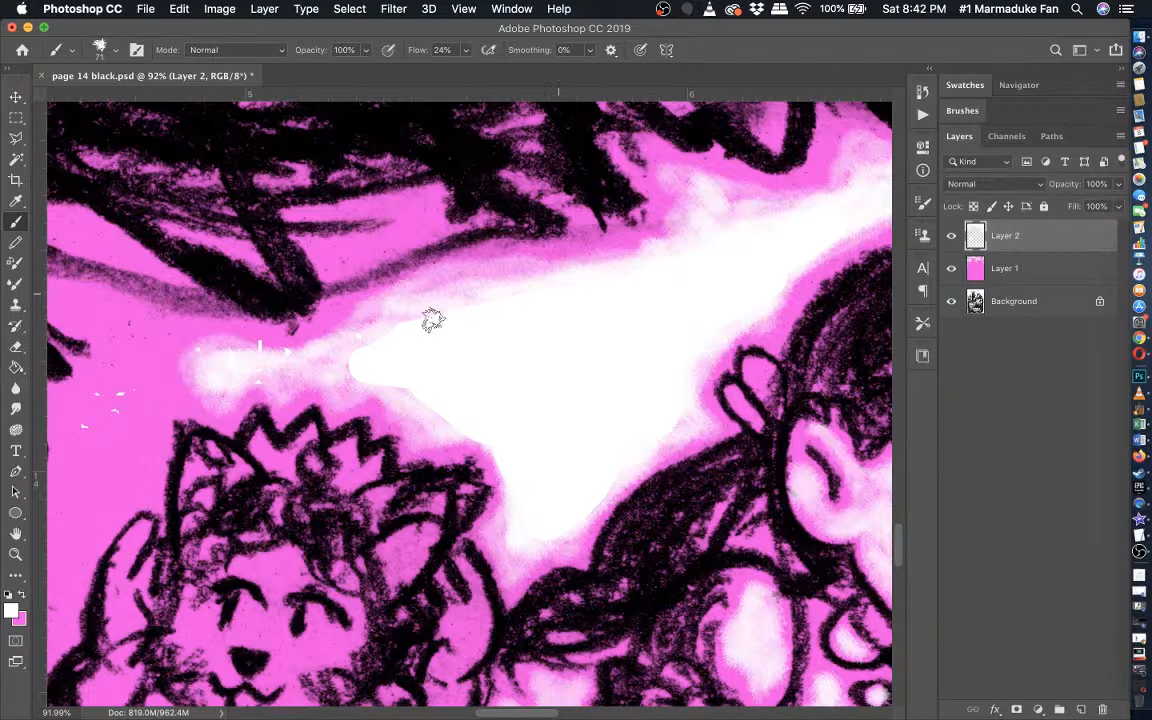 Photoshop CC File Edit Image Layer Type Select Filter 3D View Window Help 100% Sat 8:42 PM #1 Marmaduke Fan
Adobe Photoshop CC 2019
71 Mode: Normal Opacity: 100% Flow: 24% Smoothing: 0%
page 14 black.psd @ 92% (Layer 2, RGB/8*) *
5 6
Swatches Navigator
Brushes
Layers Channels Paths
Kind
Normal Opacity: 100%
Lock: Fill: 100%
Layer 2
Layer 1
Background
91.99% Doc: 819.0M/962.4M